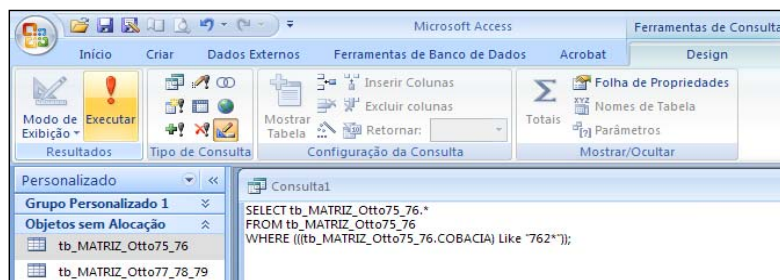 Microsoft Access
Ferramentas de Consulta
Início Criar Dados Externos Ferramentas de Banco de Dados Acrobat Design
Modo de Exibição
Executar
Resultados
Tipo de Consulta
Mostrar Tabela
Inserir Colunas
Excluir colunas
Retornar:
Configuração da Consulta
Totais
Folha de Propriedades
Nomes de Tabela
Parâmetros
Mostrar/Ocultar
Personalizado
Grupo Personalizado 1
Objetos sem Alocação
tb_MATRIZ_Otto75_76
tb_MATRIZ_Otto77_78_79
Consulta1
SELECT tb_MATRIZ_Otto75_76.*
FROM tb_MATRIZ_Otto75_76
WHERE (((tb_MATRIZ_Otto75_76.COBACIA) Like "762*"));